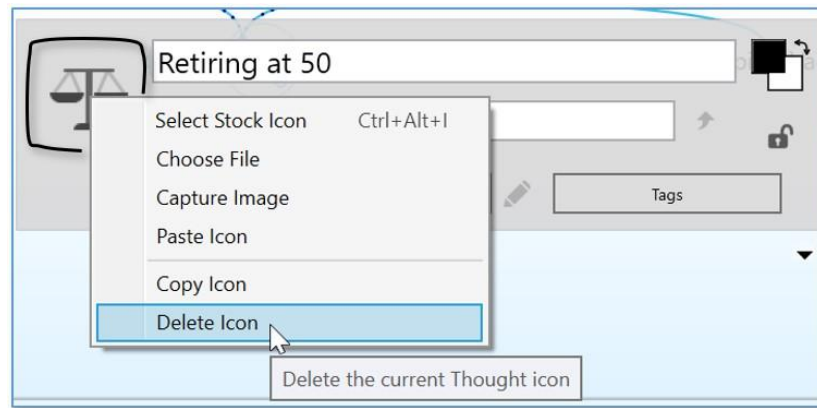 Retiring at 50
Select Stock Icon Ctrl+Alt+I
Choose File
Capture Image
Tags
Paste Icon
Copy Icon
Delete Icon
Delete the current Thought icon